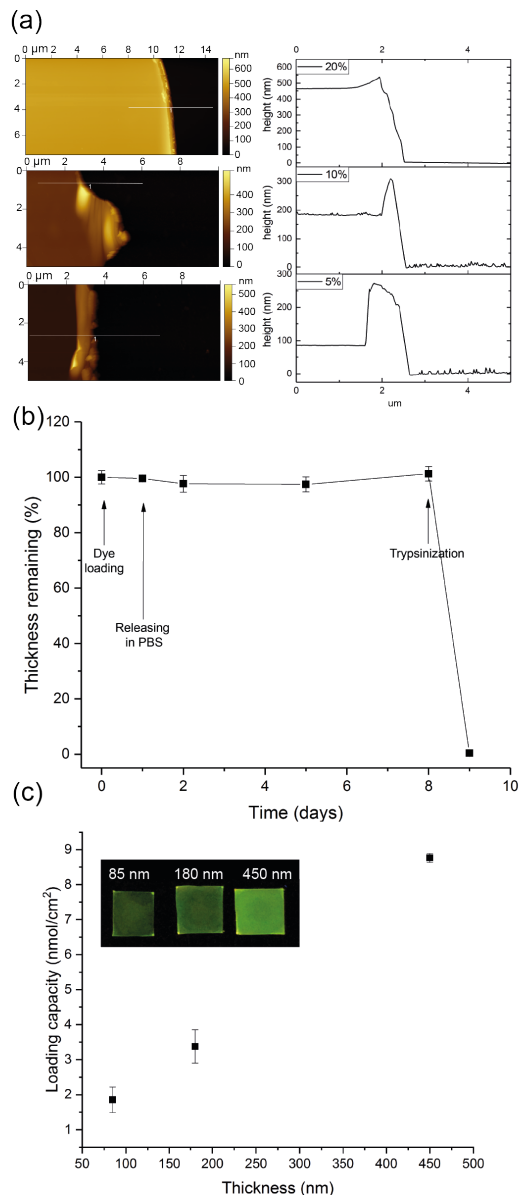 (a)
0 µm 2 4 6 8 10 12 14
0
2
4
6
nm
600
500
400
300
200
100
0
0 µm 2 4 6 8
0
2
4
nm
400
300
200
100
0
0 µm 2 4 6 8
0
2
4
nm
500
400
300
200
100
0
1
1
0 2 4
20%
height (nm)
600
500
400
300
200
100
0
10%
height (nm)
300
200
100
0
5%
height (nm)
300
200
100
0
0 2 4
um
(b)
Thickness remaining (%)
120
100
80
60
40
20
0
Dye
loading
Releasing
in PBS
Trypsinization
0 2 4 6 8 10
Time (days)
(c)
Loading capacity (nmol/cm²)
9
8
7
6
5
4
3
2
1
85 nm 180 nm 450 nm
50 100 150 200 250 300 350 400 450 500
Thickness (nm)